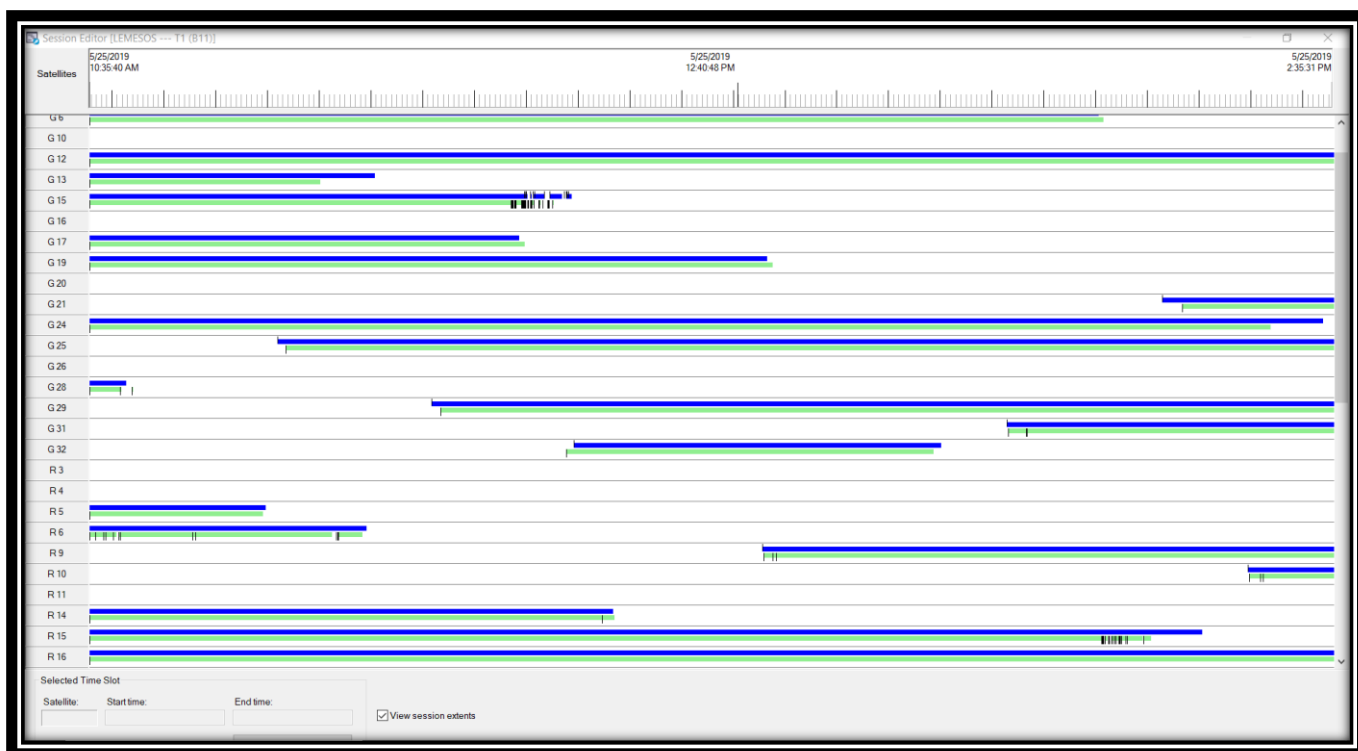 Session Editor [LEMESOS --- T1 (B11)]
5/25/2019 5/25/2019 5/25/2019
10:35:40 AM 12:40:48 PM 2:35:31 PM
Satellites
G 6
G 10
G 12
G 13
G 15
G 16
G 17
G 19
G 20
G 21
G 24
G 25
G 26
G 28
G 29
G 31
G 32
R 3
R 4
R 5
R 6
R 9
R 10
R 11
R 14
R 15
R 16
Selected Time Slot
Satellite: Start time: End time:
View session extents